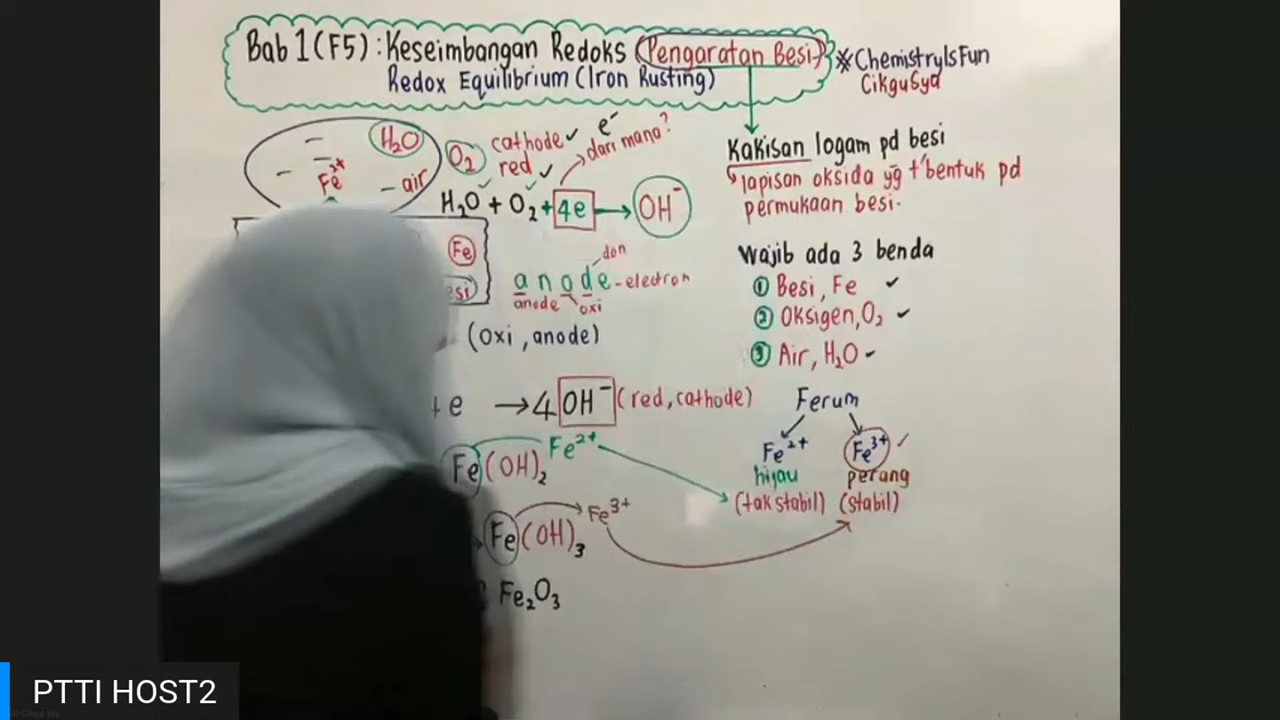 Bab 1 (F5) : Keseimbangan Redoks (Pengaratan Besi)
Redox Equilibrium (Iron Rusting)
*ChemistryIsFun
CikguSya
H₂O
Fe²⁺
air
O₂
cathode ✓
red ✓
e⁻
dari mana?
H₂O + O₂ + 4e → OH⁻
Fe
esi
anode - electron
don
anode
oxi
(Oxi, anode)
+e → 4OH⁻ (red, cathode)
Fe(OH)₂
Fe²⁺
Fe(OH)₃
Fe³⁺
Fe₂O₃
Kakisan logam pd besi
lapisan oksida yg t'bentuk pd
permukaan besi.
Wajib ada 3 benda
① Besi, Fe ✓
② Oksigen, O₂ ✓
③ Air, H₂O ✓
Ferum
Fe²⁺ Fe³⁺ ✓
hijau perang
(tak stabil) (stabil)
PTTI HOST2